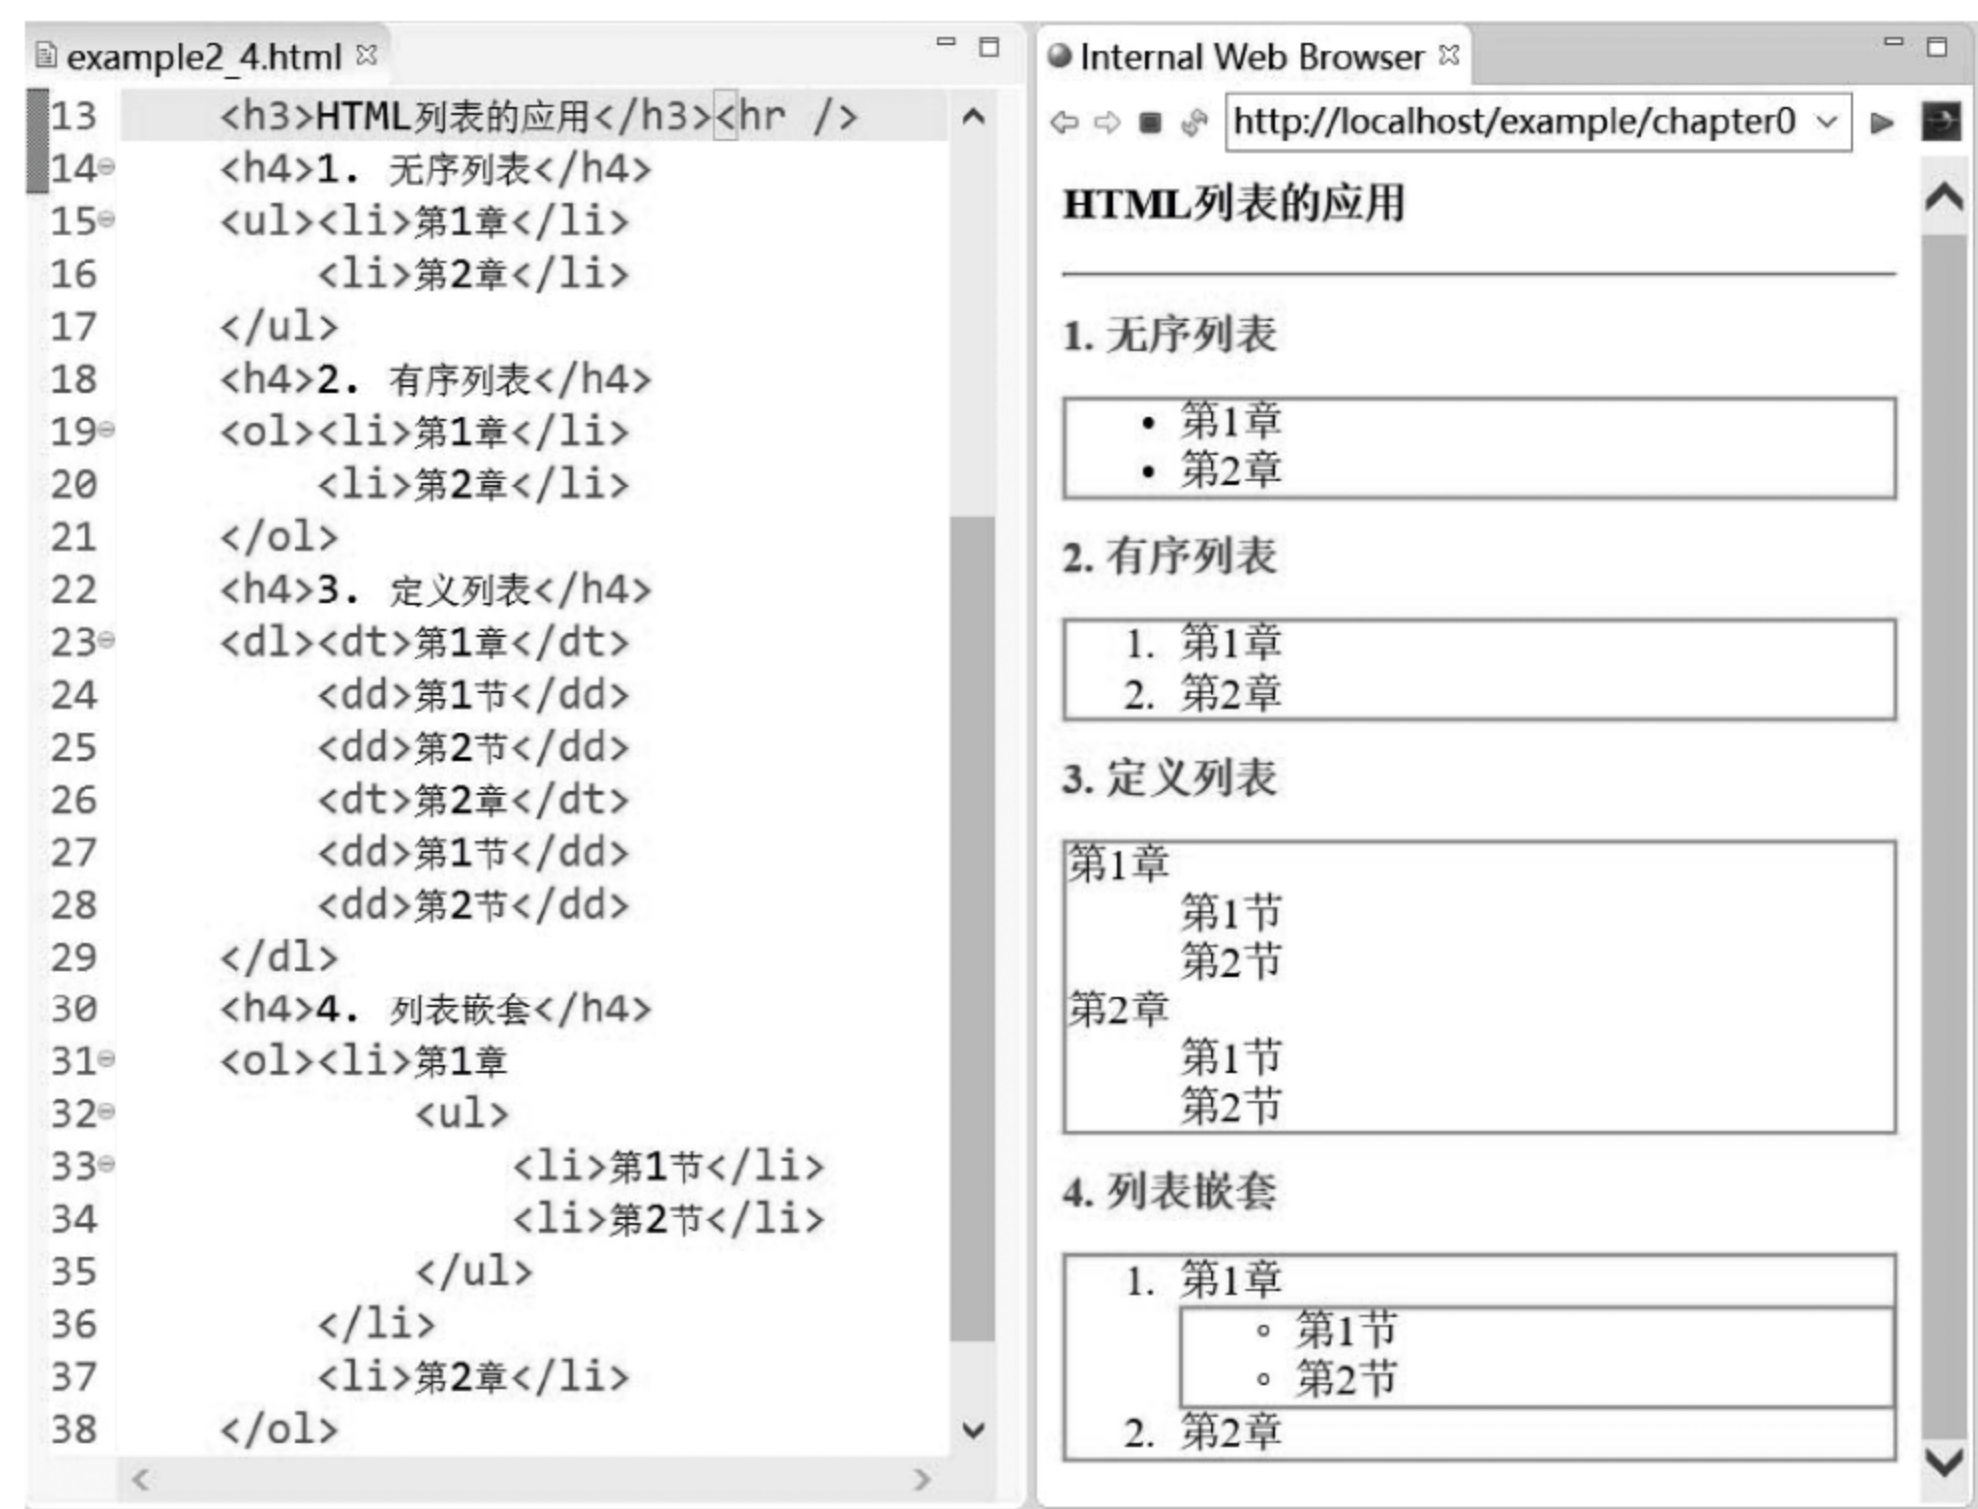 example2_4.html
13 <h3>HTML列表的应用</h3><hr />
14 <h4>1. 无序列表</h4>
15 <ul><li>第1章</li>
16 <li>第2章</li>
17 </ul>
18 <h4>2. 有序列表</h4>
19 <ol><li>第1章</li>
20 <li>第2章</li>
21 </ol>
22 <h4>3. 定义列表</h4>
23 <dl><dt>第1章</dt>
24 <dd>第1节</dd>
25 <dd>第2节</dd>
26 <dt>第2章</dt>
27 <dd>第1节</dd>
28 <dd>第2节</dd>
29 </dl>
30 <h4>4. 列表嵌套</h4>
31 <ol><li>第1章
32 <ul>
33 <li>第1节</li>
34 <li>第2节</li>
35 </ul>
36 </li>
37 <li>第2章</li>
38 </ol>
Internal Web Browser
http://localhost/example/chapter0
HTML列表的应用
1. 无序列表
• 第1章
• 第2章
2. 有序列表
1. 第1章
2. 第2章
3. 定义列表
第1章
第1节
第2节
第2章
第1节
第2节
4. 列表嵌套
1. 第1章
◦ 第1节
◦ 第2节
2. 第2章